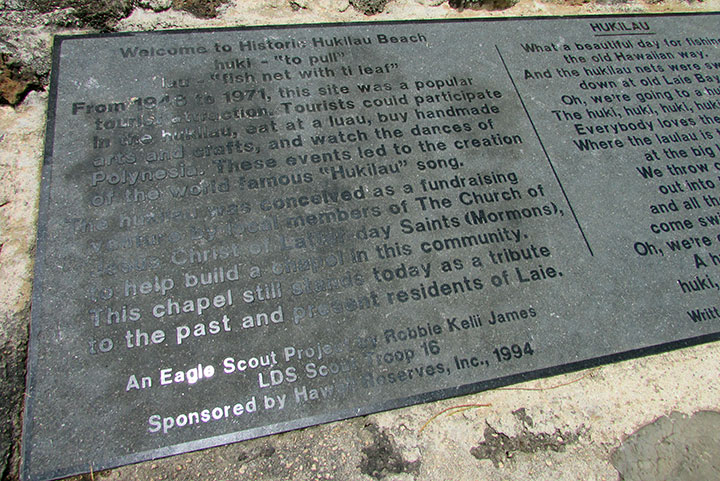 Welcome to Historic Hukilau Beach
huki - "to pull"
lau - "fish net with ti leaf"
From 1948 to 1971, this site was a popular
tourist attraction. Tourists could participate
in the hukilau, eat at a luau, buy handmade
arts and crafts, and watch the dances of
Polynesia. These events led to the creation
of the world famous "Hukilau" song.
The hukilau was conceived as a fundraising
venture by local members of The Church of
Jesus Christ of Latter-day Saints (Mormons),
to help build a chapel in this community.
This chapel still stands today as a tribute
to the past and present residents of Laie.
An Eagle Scout Project by Robbie Kelii James
LDS Scout Troop 16
Sponsored by Hawaii Reserves, Inc., 1994
HUKILAU
What a beautiful day for fishing
the old Hawaiian way.
And the hukilau nets were
down at old Laie Bay
Oh, we're going to a
The huki, huki, huki,
Everybody loves the
Where the laulau is
at the big
We throw
out into
and all the
come
Oh, we're
A
huki,